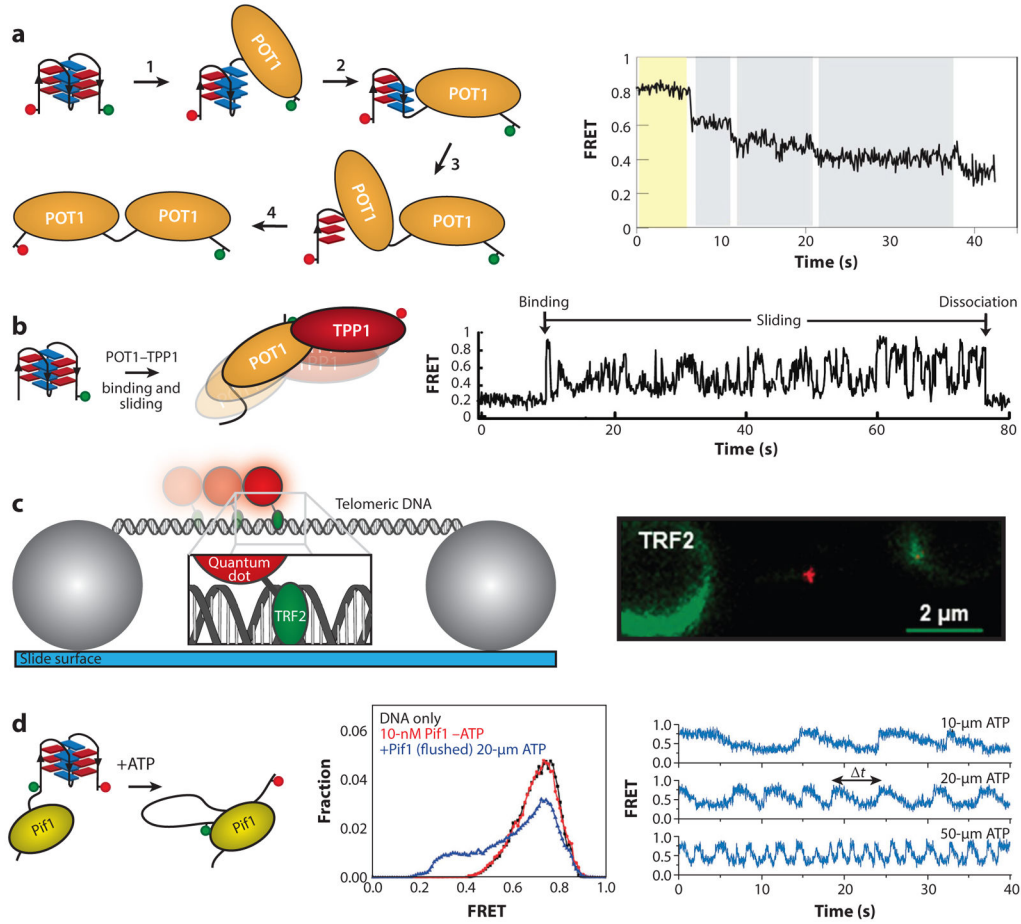 a
POT1
1
2
POT1
3
POT1
POT1
4
POT1
POT1
FRET
1
0.8
0.6
0.4
0.2
0
0
10
20
30
40
Time (s)
b
POT1–TPP1
binding and
sliding
TPP1
POT1
TPP1
Binding
Sliding
Dissociation
FRET
1
0.8
0.6
0.4
0.2
0
0
20
40
60
80
Time (s)
c
Telomeric DNA
Quantum
dot
TRF2
Slide surface
TRF2
2 μm
d
+ATP
Pif1
Pif1
DNA only
10-nM Pif1 –ATP
+Pif1 (flushed) 20-μm ATP
Fraction
0.06
0.04
0.02
0.00
0.0
0.2
0.4
0.6
0.8
1.0
FRET
10-μm ATP
1.0
0.5
20-μm ATP
Δt
1.0
0.5
50-μm ATP
1.0
0.5
FRET
0
10
20
30
40
Time (s)